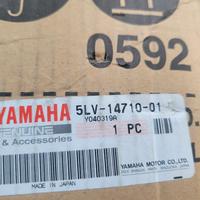 0592
YAMAHA
GENUINE
& Accessories
5LV-14710-01
Y040319A
1 PC
YAMAHA MOTOR CO.,LTD.
MADE IN JAPAN